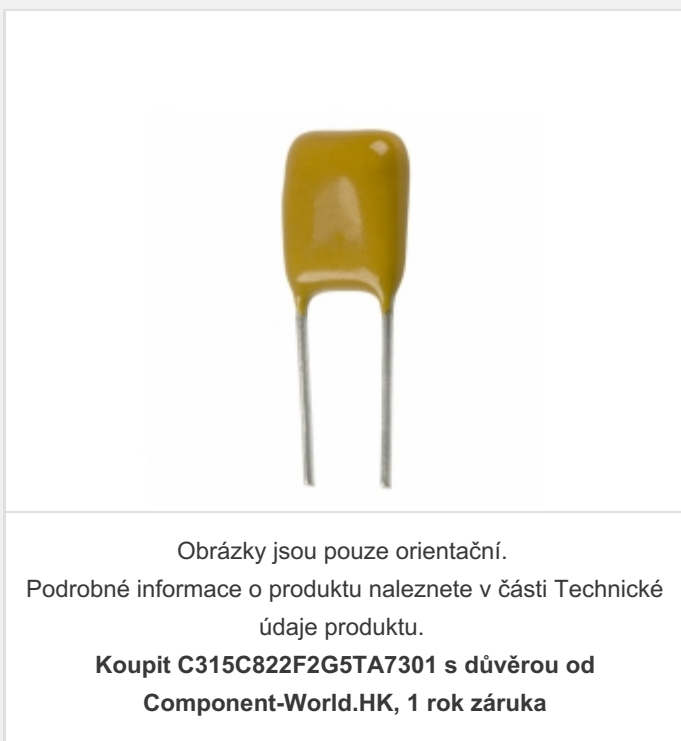 Obrázky jsou pouze orientační.
Podrobné informace o produktu naleznete v části Technické
údaje produktu.
Koupit C315C822F2G5TA7301 s důvěrou od
Component-World.HK, 1 rok záruka